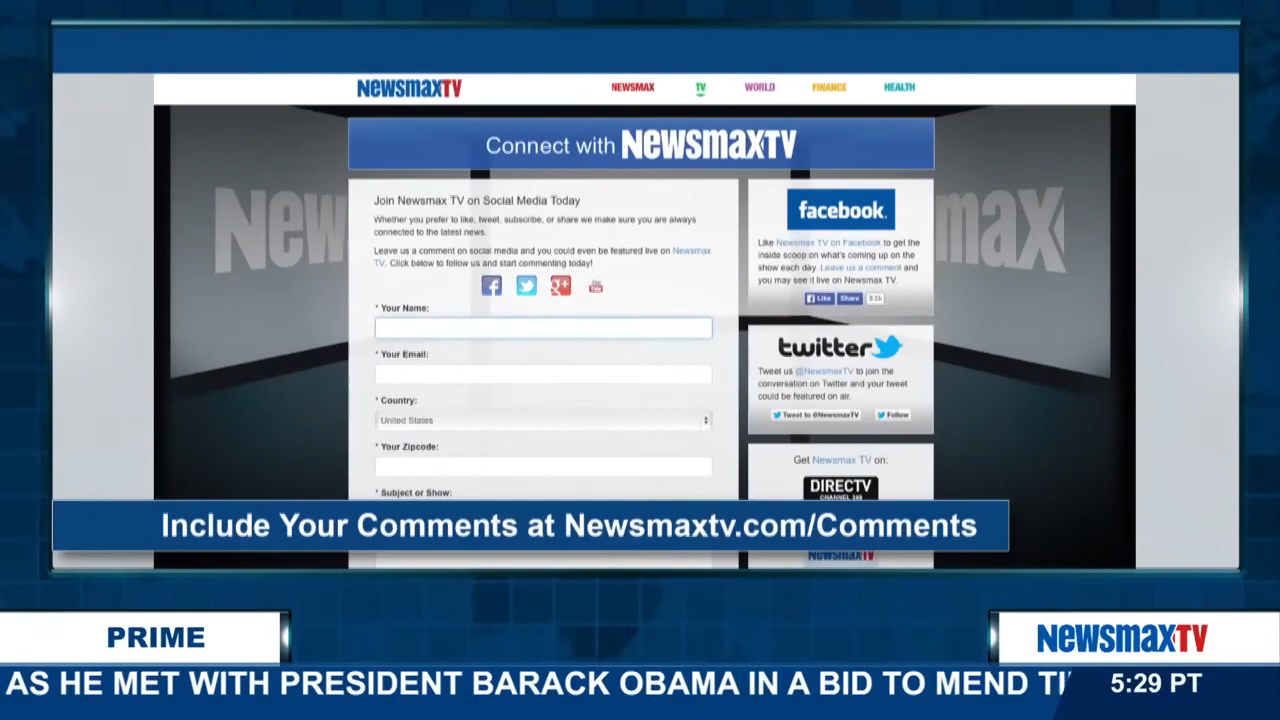 NEWSMAXTV
NEWSMAX
TV
WORLD
FINANCE
HEALTH
Connect with NEWSMAXTV
Join Newsmax TV on Social Media Today
Whether you prefer to like, tweet, subscribe, or share we make sure you are always
connected to the latest news.
Leave us a comment on social media and you could even be featured live on Newsmax
TV. Click below to follow us and start commenting today!
* Your Name:
* Your Email:
* Country:
United States
* Your Zipcode:
* Subject or Show:
facebook.
Like Newsmax TV on Facebook to get the
inside scoop on what's coming up on the
show each day. Leave us a comment and
you may see it live on Newsmax TV.
Like Share 8.5k
twitter
Tweet us @NewsmaxTV to join the
conversation on Twitter and your tweet
could be featured on air.
Tweet to @NewsmaxTV Follow
Get Newsmax TV on:
DIRECTV
CHANNEL 349
NEWSMAXTV
Include Your Comments at Newsmaxtv.com/Comments
PRIME
NEWSMAXTV
AS HE MET WITH PRESIDENT BARACK OBAMA IN A BID TO MEND
5:29 PT